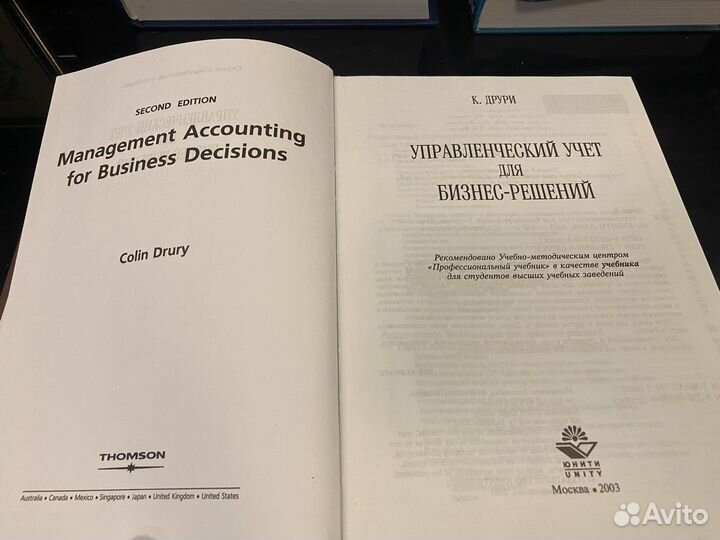 SECOND EDITION
Management Accounting
for Business Decisions
Colin Drury
THOMSON
Australia • Canada • Mexico • Singapore • Japan • United Kingdom • United States
К. ДРУРИ
УПРАВЛЕНЧЕСКИЙ УЧЕТ
ДЛЯ
БИЗНЕС-РЕШЕНИЙ
Рекомендовано Учебно-методическим центром
«Профессиональный учебник» в качестве учебника
для студентов высших учебных заведений
ЮНИТИ
UNITY
Москва • 2003
Avito